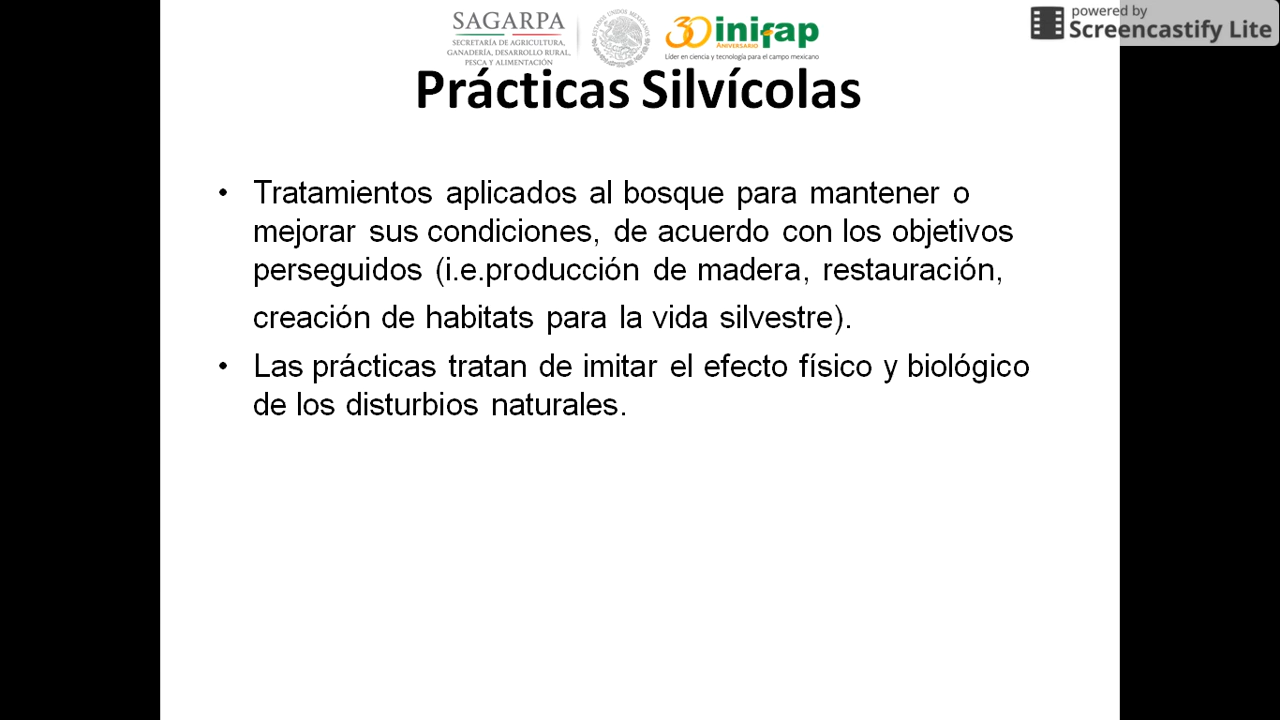 SAGARPA
SECRETARÍA DE AGRICULTURA,
GANADERÍA, DESARROLLO RURAL,
PESCA Y ALIMENTACIÓN
ESTADOS UNIDOS MEXICANOS
30 inifap
ANIVERSARIO
Líder en ciencia y tecnología para el campo mexicano
powered by
Screencastify Lite
Prácticas Silvícolas
• Tratamientos aplicados al bosque para mantener o
mejorar sus condiciones, de acuerdo con los objetivos
perseguidos (i.e.producción de madera, restauración,
creación de habitats para la vida silvestre).
• Las prácticas tratan de imitar el efecto físico y biológico
de los disturbios naturales.